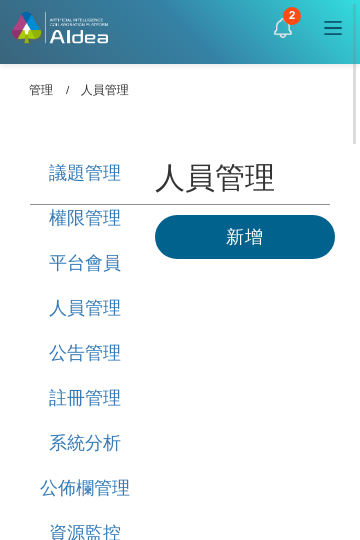 ARTIFICIAL INTELLIGENCE
COLLABORATION PLATFORM
AIdea
2
管理 / 人員管理
人員管理
新增
議題管理
權限管理
平台會員
人員管理
公告管理
註冊管理
系統分析
公佈欄管理
資源監控